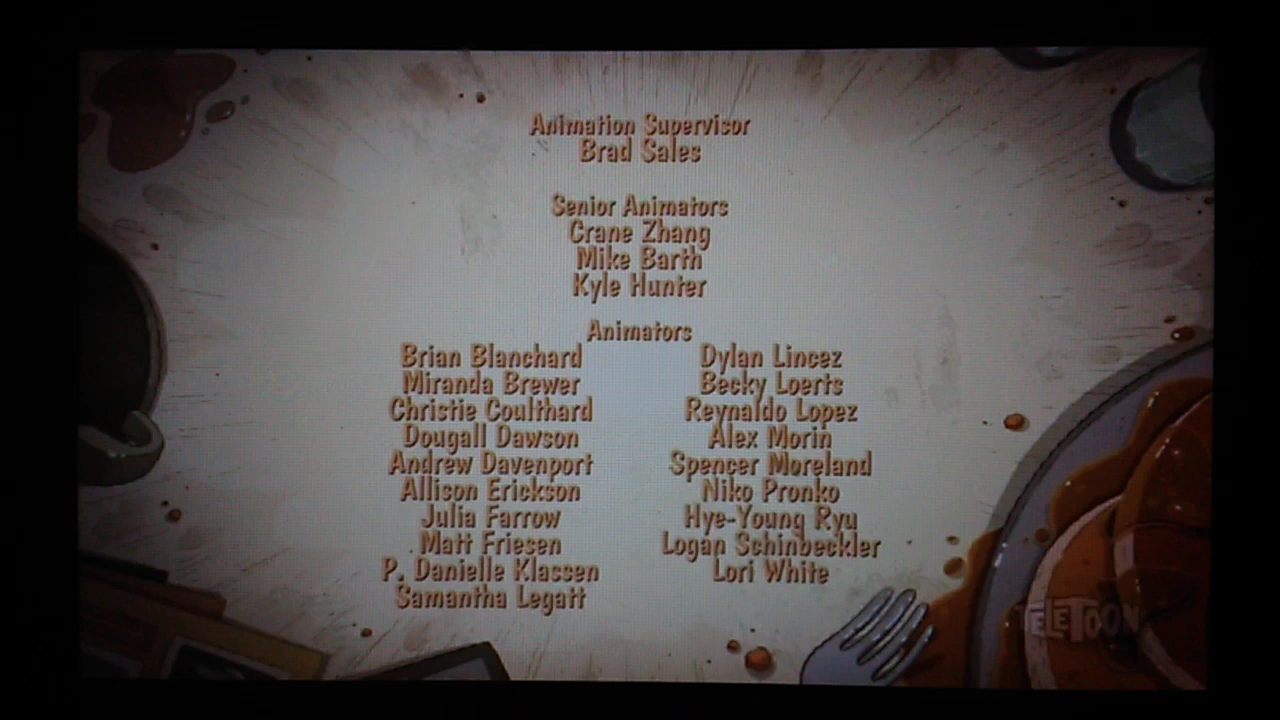 Animation Supervisor
Brad Sales
Senior Animators
Crane Zhang
Mike Barth
Kyle Hunter
Animators
Brian Blanchard
Miranda Brewer
Christie Coulthard
Dougall Dawson
Andrew Davenport
Allison Erickson
Julia Farrow
Matt Friesen
P. Danielle Klassen
Samantha Legatt
Dylan Lincez
Becky Loerts
Reynaldo Lopez
Alex Morin
Spencer Moreland
Niko Pronko
Hye-Young Ryu
Logan Schinbeckler
Lori White
TELETOON